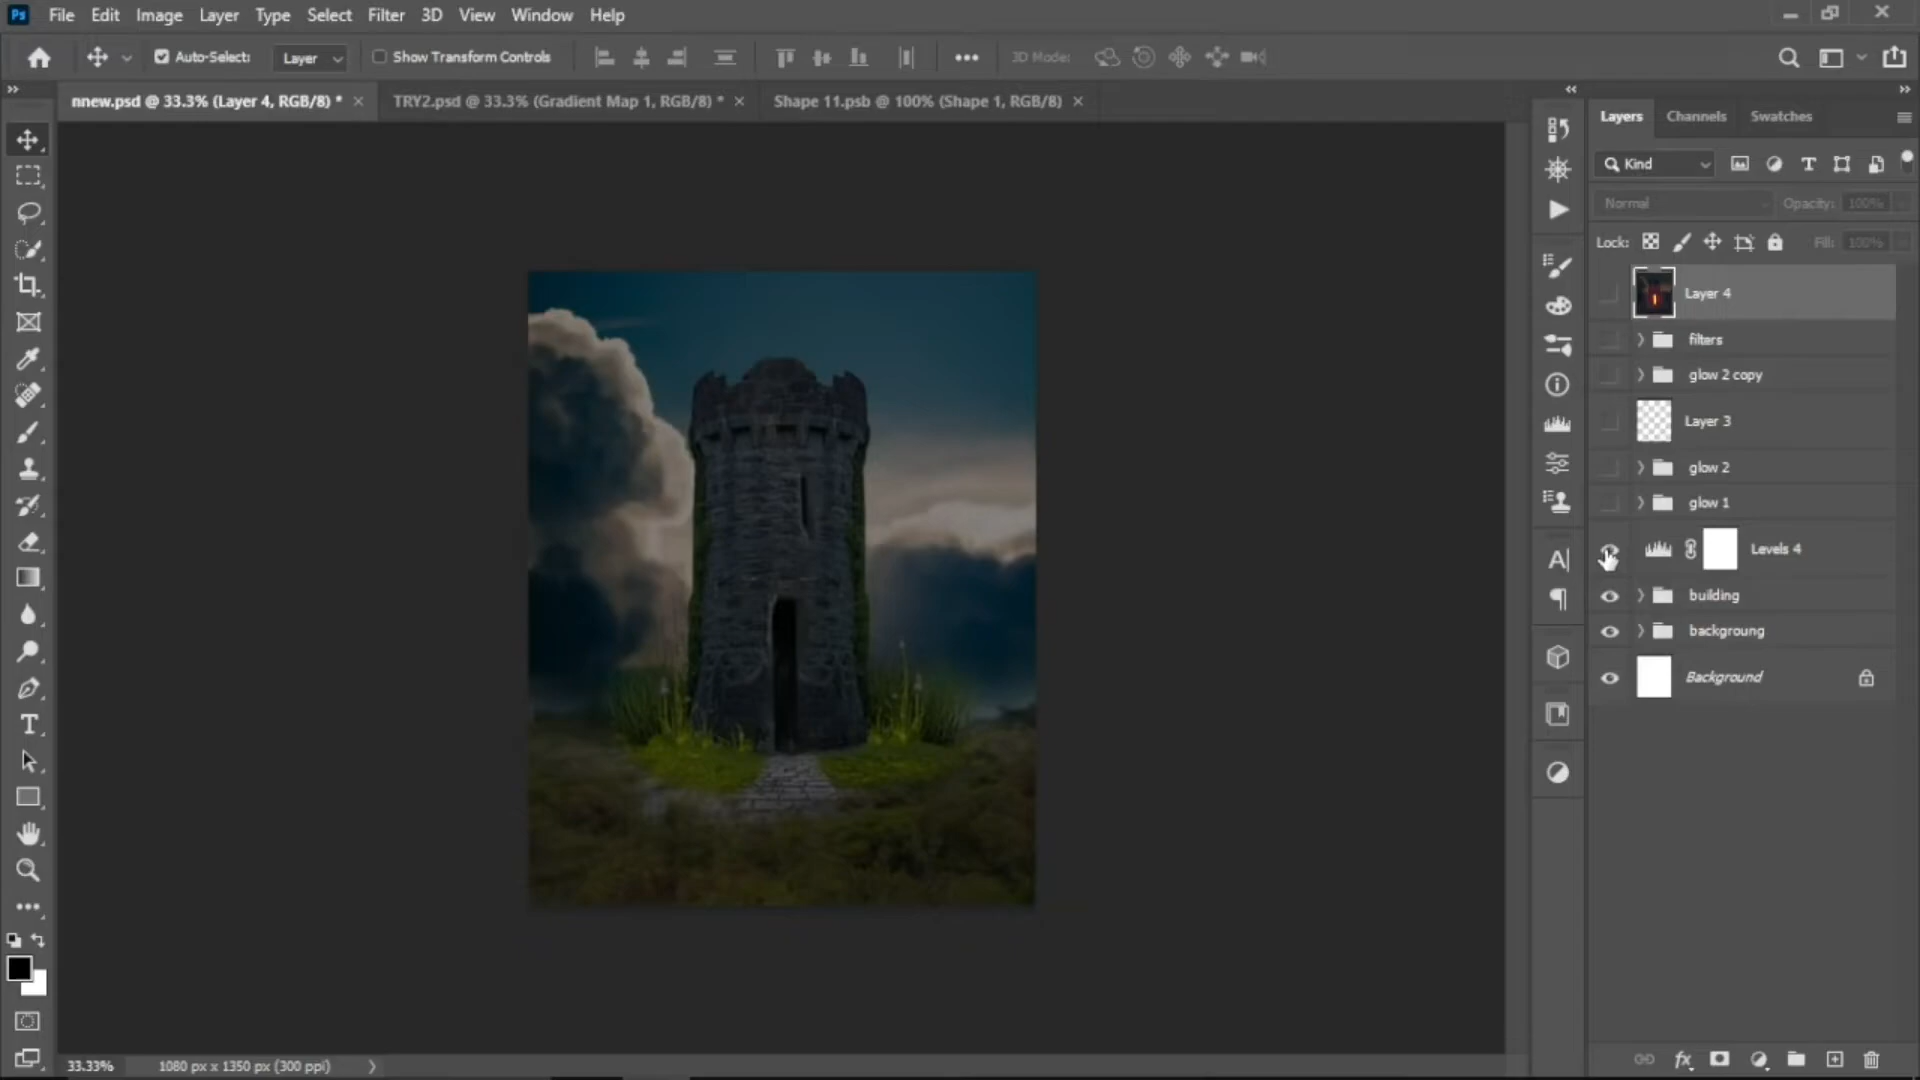 Ps File Edit Image Layer Type Select Filter 3D View Window Help
Auto-Select: Layer Show Transform Controls 3D Mode:
nnew.psd @ 33.3% (Layer 4, RGB/8) * TRY2.psd @ 33.3% (Gradient Map 1, RGB/8) * Shape 11.psb @ 100% (Shape 1, RGB/8)
Layers Channels Swatches
Kind
Normal Opacity: 100%
Lock: Fill: 100%
Layer 4
filters
glow 2 copy
Layer 3
glow 2
glow 1
Levels 4
building
backgroung
Background
33.33% 1080 px x 1350 px (300 ppi)